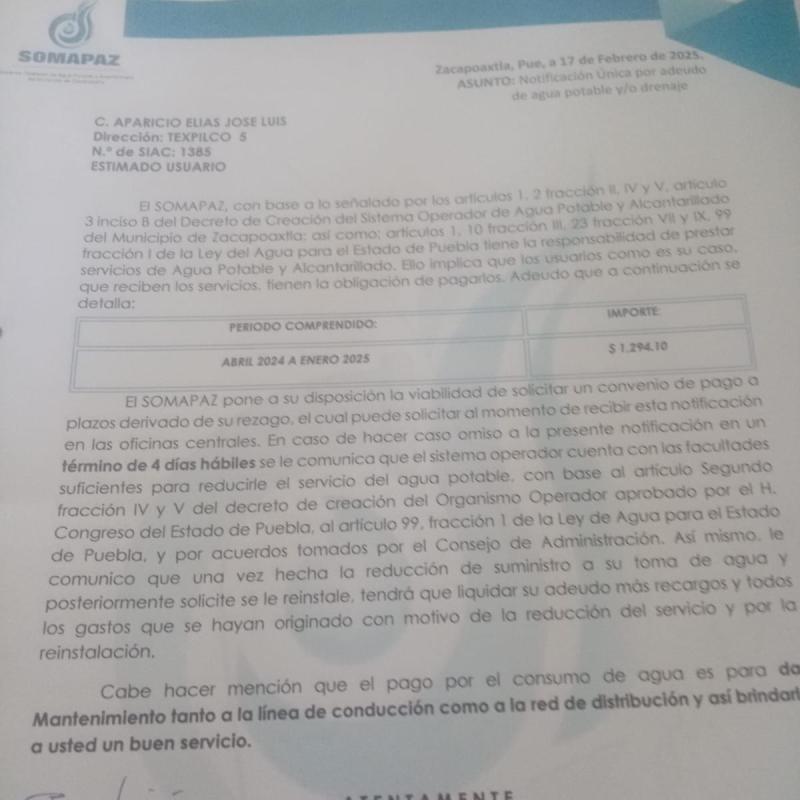 SOMAPAZ
Zacapoaxtla, Pue, a 17 de Febrero de 2025.
ASUNTO: Notificación Única por adeudo
de agua potable y/o drenaje
C. APARICIO ELIAS JOSE LUIS
Dirección: TEXPILCO 5
N.º de SIAC: 1385
ESTIMADO USUARIO
El SOMAPAZ, con base a lo señalado por los artículos 1, 2 fracción II, IV y V, artículo
3 inciso B del Decreto de Creación del Sistema Operador de Agua Potable y Alcantarillado
del Municipio de Zacapoaxtla; así como; artículos 1, 10 fracción III, 23 fracción VII y IX, 99
fracción I de la Ley del Agua para el Estado de Puebla tiene la responsabilidad de prestar
servicios de Agua Potable y Alcantarillado. Ello implica que los usuarios como es su caso,
que reciben los servicios, tienen la obligación de pagarlos. Adeudo que a continuación se
detalla:
PERIODO COMPRENDIDO: IMPORTE:
ABRIL 2024 A ENERO 2025 $ 1,294.10
El SOMAPAZ pone a su disposición la viabilidad de solicitar un convenio de pago a
plazos derivado de su rezago, el cual puede solicitar al momento de recibir esta notificación
en las oficinas centrales. En caso de hacer caso omiso a la presente notificación en un
término de 4 días hábiles se le comunica que el sistema operador cuenta con las facultades
suficientes para reducirle el servicio del agua potable, con base al artículo Segundo
fracción IV y V del decreto de creación del Organismo Operador aprobado por el H.
Congreso del Estado de Puebla, al artículo 99, fracción 1 de la Ley de Agua para el Estado
de Puebla, y por acuerdos tomados por el Consejo de Administración. Así mismo, le
comunico que una vez hecha la reducción de suministro a su toma de agua y
posteriormente solicite se le reinstale, tendrá que liquidar su adeudo más recargos y todos
los gastos que se hayan originado con motivo de la reducción del servicio y por la
reinstalación.
Cabe hacer mención que el pago por el consumo de agua es para da
Mantenimiento tanto a la línea de conducción como a la red de distribución y así brindarl
a usted un buen servicio.
ATENTAMENTE